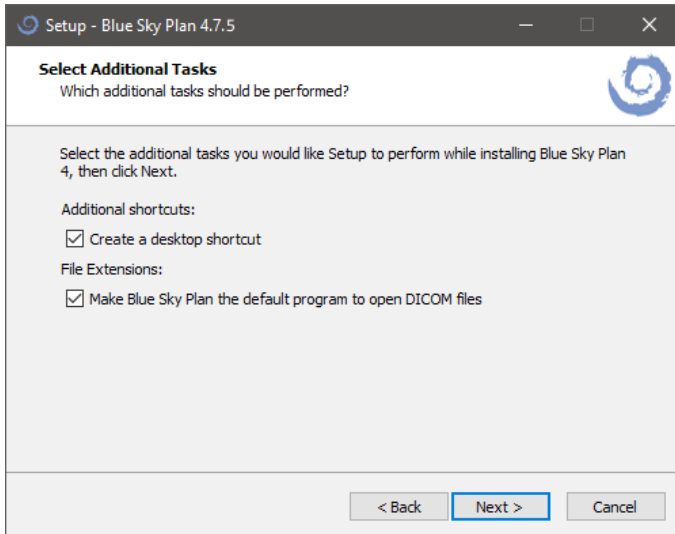 Setup - Blue Sky Plan 4.7.5
Select Additional Tasks
Which additional tasks should be performed?
Select the additional tasks you would like Setup to perform while installing Blue Sky Plan
4, then click Next.
Additional shortcuts:
Create a desktop shortcut
File Extensions:
Make Blue Sky Plan the default program to open DICOM files
< Back
Next >
Cancel